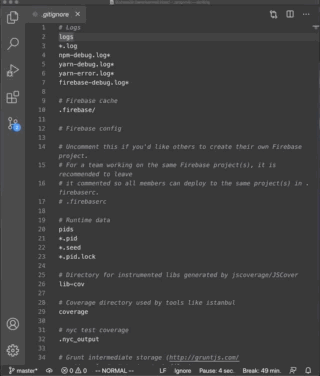 .gitignore
1 # Logs
2 logs
3 *.log
4 npm-debug.log*
5 yarn-debug.log*
6 yarn-error.log*
7 firebase-debug.log*
8
9 # Firebase cache
10 .firebase/
11
12 # Firebase config
13
14 # Uncomment this if you'd like others to create their own Firebase
project.
15 # For a team working on the same Firebase project(s), it is
recommended to leave
16 # it commented so all members can deploy to the same project(s) in .
firebaserc.
17 # .firebaserc
18
19 # Runtime data
20 pids
21 *.pid
22 *.seed
23 *.pid.lock
24
25 # Directory for instrumented libs generated by jscoverage/JSCover
26 lib-cov
27
28 # Coverage directory used by tools like istanbul
29 coverage
30
31 # nyc test coverage
32 .nyc_output
33
34 # Grunt intermediate storage (http://gruntjs.com/
2
master* 0 0 -- NORMAL -- LF Ignore Pause: 4 sec. Break: 49 min.